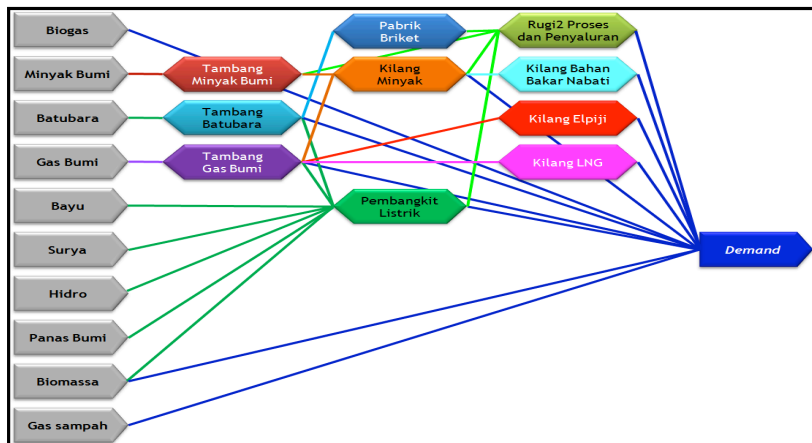 Biogas
Minyak Bumi
Batubara
Gas Bumi
Bayu
Surya
Hidro
Panas Bumi
Biomassa
Gas sampah
Tambang
Minyak Bumi
Tambang
Batubara
Tambang
Gas Bumi
Pabrik
Briket
Kilang
Minyak
Pembangkit
Listrik
Rugi2 Proses
dan Penyaluran
Kilang Bahan
Bakar Nabati
Kilang Elpiji
Kilang LNG
Demand